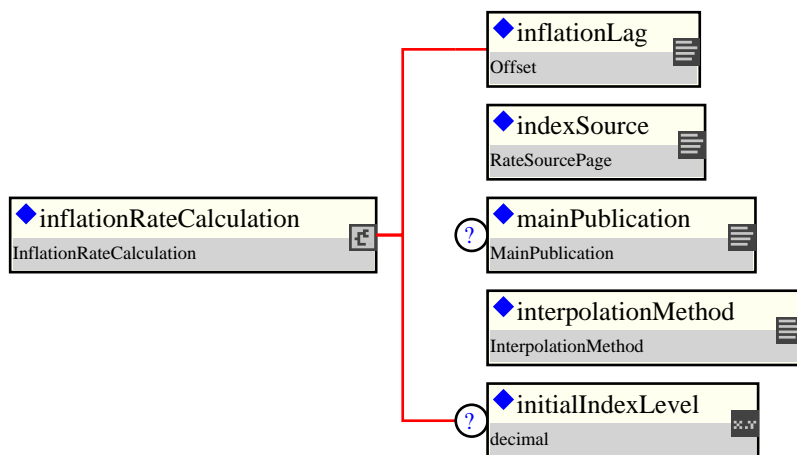 inflationLag
Offset
indexSource
RateSourcePage
inflationRateCalculation
InflationRateCalculation
?
mainPublication
MainPublication
interpolationMethod
InterpolationMethod
?
initialIndexLevel
decimal
x.Y